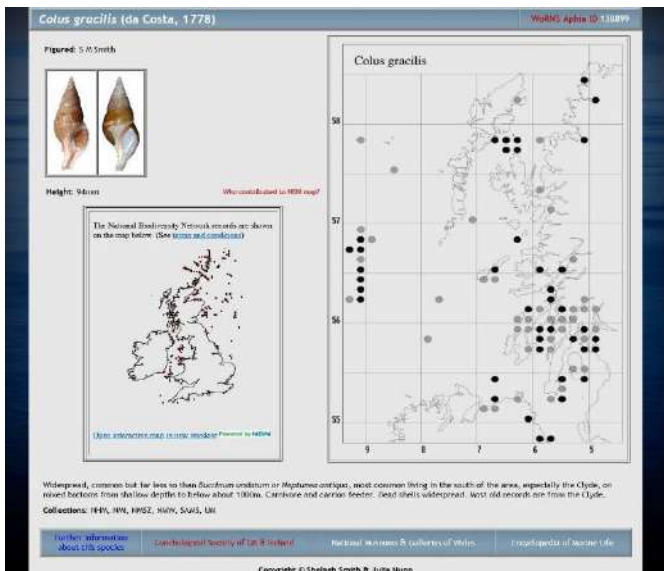 Colus gracilis (da Costa, 1778)
WoRMS Aphia ID 138899
Figured: S M Smith
Height: 94mm
Who contributed to NBN map?
The National Biodiversity Network records are shown
on the map below. (See terms and conditions)
Open interactive map in new window
Powered by NBN
Colus gracilis
58
57
56
55
9
8
7
6
5
Widespread, common but far less so than Buccinum undatum or Neptunea antiqua, most common living in the south of the area, especially the Clyde, on
mixed bottoms from shallow depths to below about 1000m. Carnivore and carrion feeder. Dead shells widespread. Most old records are from the Clyde.
Collections: NHM, NMI, NMSZ, NMW, SAMS, UM
Further information
about this species
Conchological Society of GB & Ireland
National Museums & Galleries of Wales
Encyclopedia of Marine Life
Copyright © Shelagh Smith & Julia Nunn